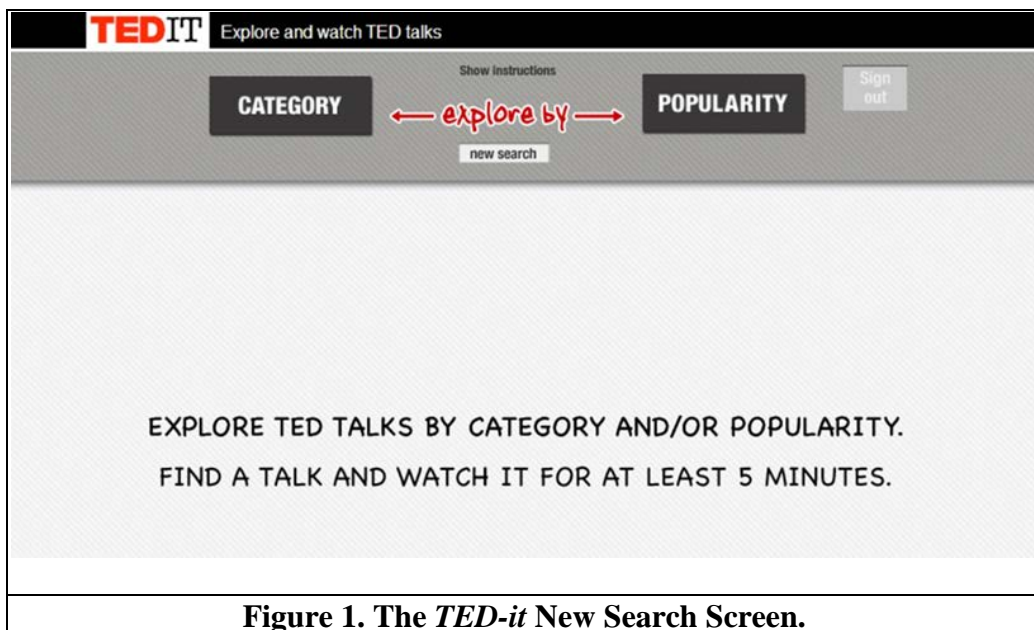 TEDIT Explore and watch TED talks
Show instructions
CATEGORY
explore by
POPULARITY
Sign
out
new search
EXPLORE TED TALKS BY CATEGORY AND/OR POPULARITY.
FIND A TALK AND WATCH IT FOR AT LEAST 5 MINUTES.
Figure 1. The TED-it New Search Screen.